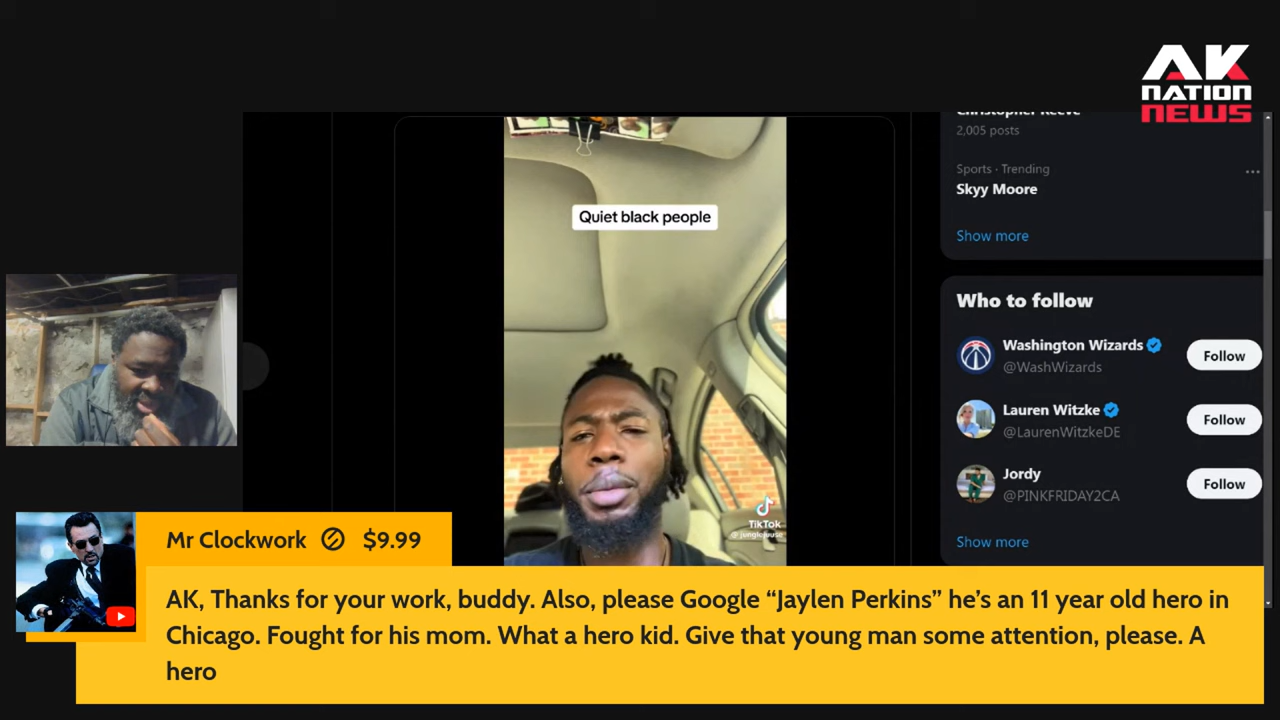 AK
NATION
NEWS
Christopher Reeve
2,005 posts
Sports · Trending
Skyy Moore
Show more
Quiet black people
TikTok
Who to follow
Washington Wizards
@WashWizards
Follow
Lauren Witzke
@LaurenWitzkeDE
Follow
Jordy
@PINKFRIDAY2CA
Follow
Show more
Mr Clockwork $9.99
AK, Thanks for your work, buddy. Also, please Google “Jaylen Perkins” he’s an 11 year old hero in
Chicago. Fought for his mom. What a hero kid. Give that young man some attention, please. A
hero